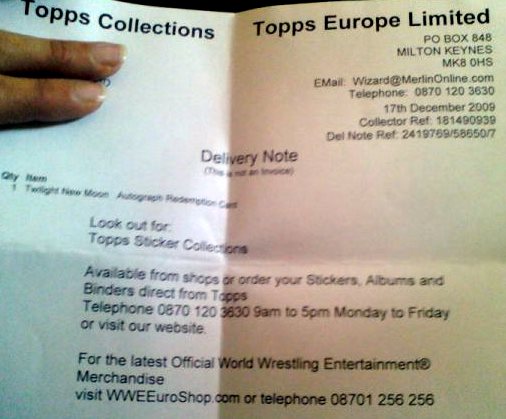 Topps Collections
Topps Europe Limited
PO BOX 848
MILTON KEYNES
MK8 0HS
EMail: Wizard@MerlinOnline.com
Telephone: 0870 120 3630
17th December 2009
Collector Ref: 181490939
Del Note Ref: 2419769/58650/7
Delivery Note
(This is not an invoice)
Qty Item
1 Twilight New Moon Autograph Redemption Card
Look out for:
Topps Sticker Collections
Available from shops or order your Stickers, Albums and
Binders direct from Topps
Telephone 0870 120 3630 9am to 5pm Monday to Friday
or visit our website.
For the latest Official World Wrestling Entertainment®
Merchandise
visit WWEEuroShop.com or telephone 08701 256 256